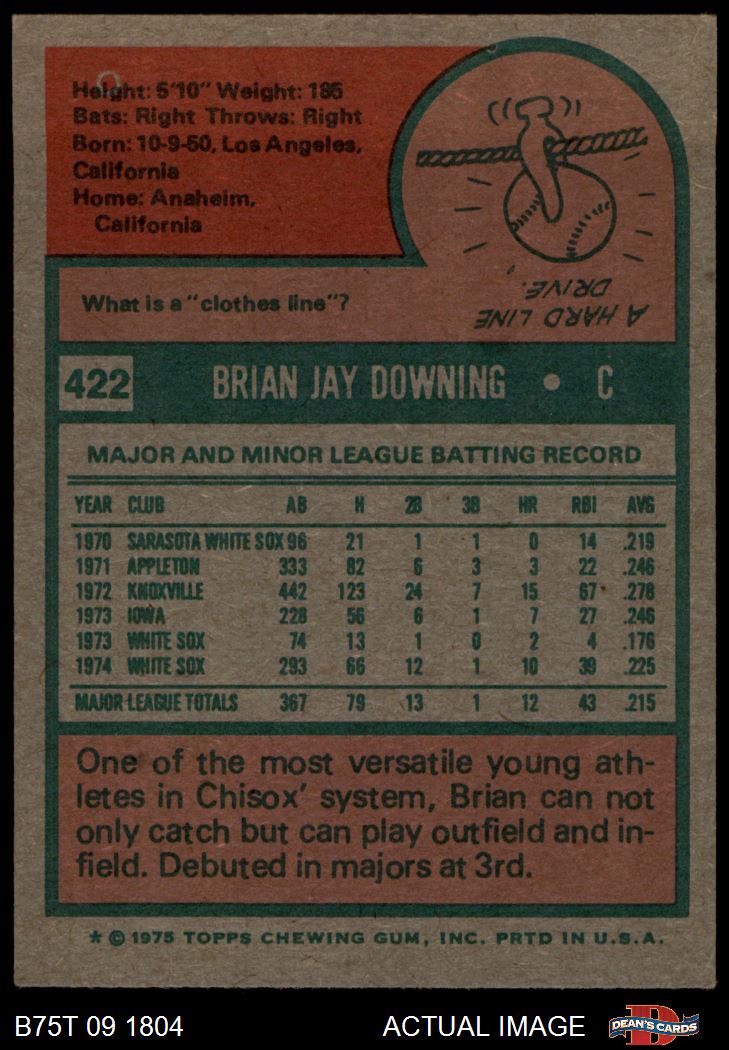 Height: 5'10" Weight: 185
Bats: Right Throws: Right
Born: 10-9-50, Los Angeles,
California
Home: Anaheim,
California
What is a "clothes line"?
A HARD LINE
DRIVE.
422 BRIAN JAY DOWNING • C
MAJOR AND MINOR LEAGUE BATTING RECORD
YEAR CLUB AB H 2B 3B HR RBI AVG
1970 SARASOTA WHITE SOX 96 21 1 1 0 14 .219
1971 APPLETON 333 82 6 3 3 22 .246
1972 KNOXVILLE 442 123 24 7 15 67 .278
1973 IOWA 228 56 6 1 7 27 .246
1973 WHITE SOX 74 13 1 0 2 4 .176
1974 WHITE SOX 293 66 12 1 10 39 .225
MAJOR LEAGUE TOTALS 367 79 13 1 12 43 .215
One of the most versatile young ath-
letes in Chisox' system, Brian can not
only catch but can play outfield and in-
field. Debuted in majors at 3rd.
* © 1975 TOPPS CHEWING GUM, INC. PRTD IN U.S.A.
B75T 09 1804 ACTUAL IMAGE D DEAN'S CARDS